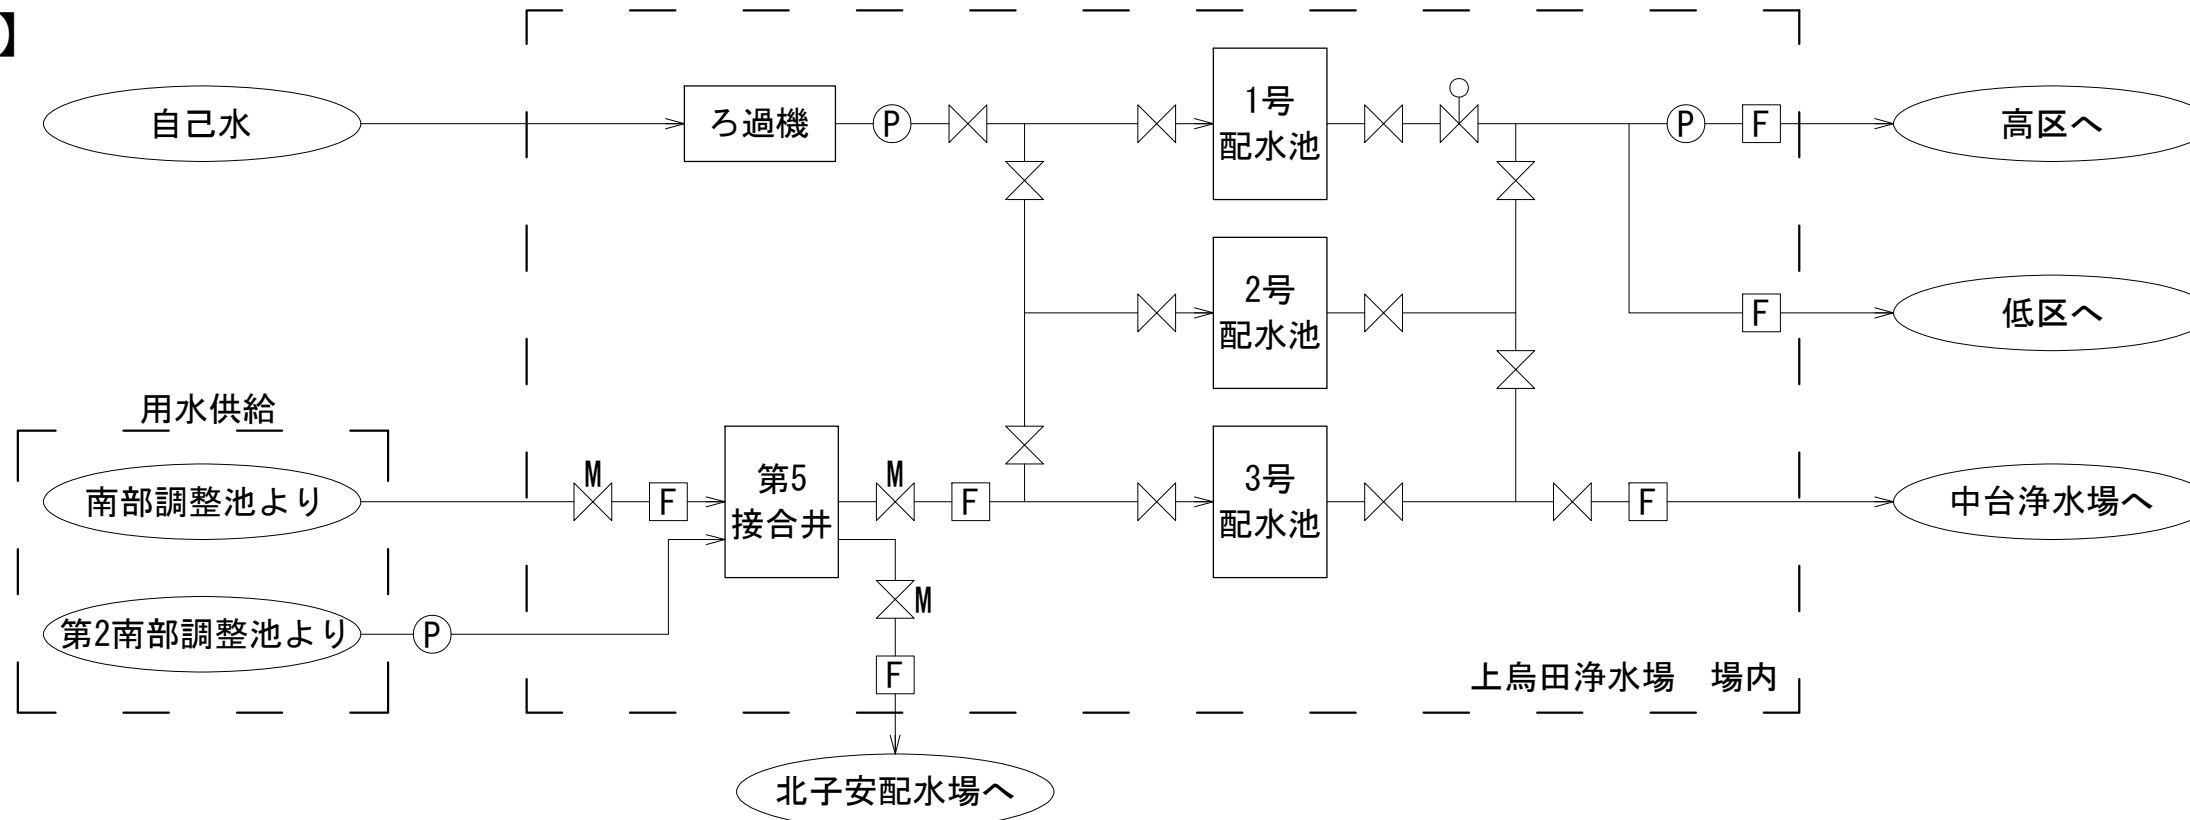 】
自己水
ろ過機
P
1号
配水池
P
F
高区へ
2号
配水池
F
低区へ
用水供給
南部調整池より
M
F
第5
接合井
M
F
3号
配水池
F
中台浄水場へ
第2南部調整池より
P
M
F
上烏田浄水場　場内
北子安配水場へ